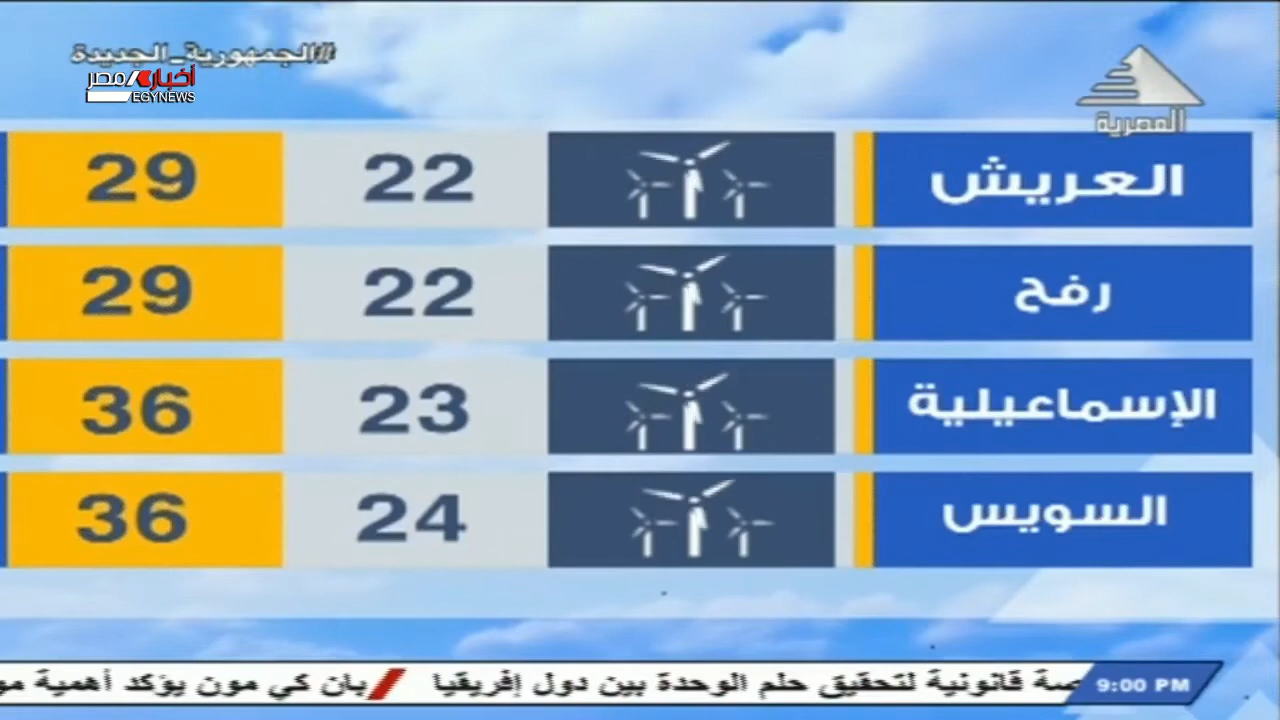 #الجمهورية_الجديدة
أخبار مصر
EGYNEWS
المصرية
العريش 22 29
رفح 22 29
الإسماعيلية 23 36
السويس 24 36
9:00 PM
قانونية لتحقيق حلم الوحدة بين دول إفريقيا / بان كي مون يؤكد أهمية